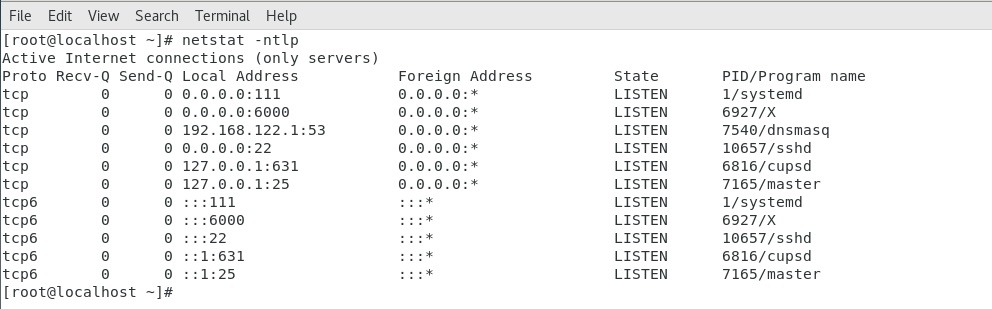 File Edit View Search Terminal Help
[root@localhost ~]# netstat -ntlp
Active Internet connections (only servers)
Proto Recv-Q Send-Q Local Address           Foreign Address         State       PID/Program name
tcp        0      0 0.0.0.0:111             0.0.0.0:*               LISTEN      1/systemd
tcp        0      0 0.0.0.0:6000            0.0.0.0:*               LISTEN      6927/X
tcp        0      0 192.168.122.1:53        0.0.0.0:*               LISTEN      7540/dnsmasq
tcp        0      0 0.0.0.0:22              0.0.0.0:*               LISTEN      10657/sshd
tcp        0      0 127.0.0.1:631           0.0.0.0:*               LISTEN      6816/cupsd
tcp        0      0 127.0.0.1:25            0.0.0.0:*               LISTEN      7165/master
tcp6       0      0 :::111                  :::*                    LISTEN      1/systemd
tcp6       0      0 :::6000                 :::*                    LISTEN      6927/X
tcp6       0      0 :::22                   :::*                    LISTEN      10657/sshd
tcp6       0      0 ::1:631                 :::*                    LISTEN      6816/cupsd
tcp6       0      0 ::1:25                  :::*                    LISTEN      7165/master
[root@localhost ~]#